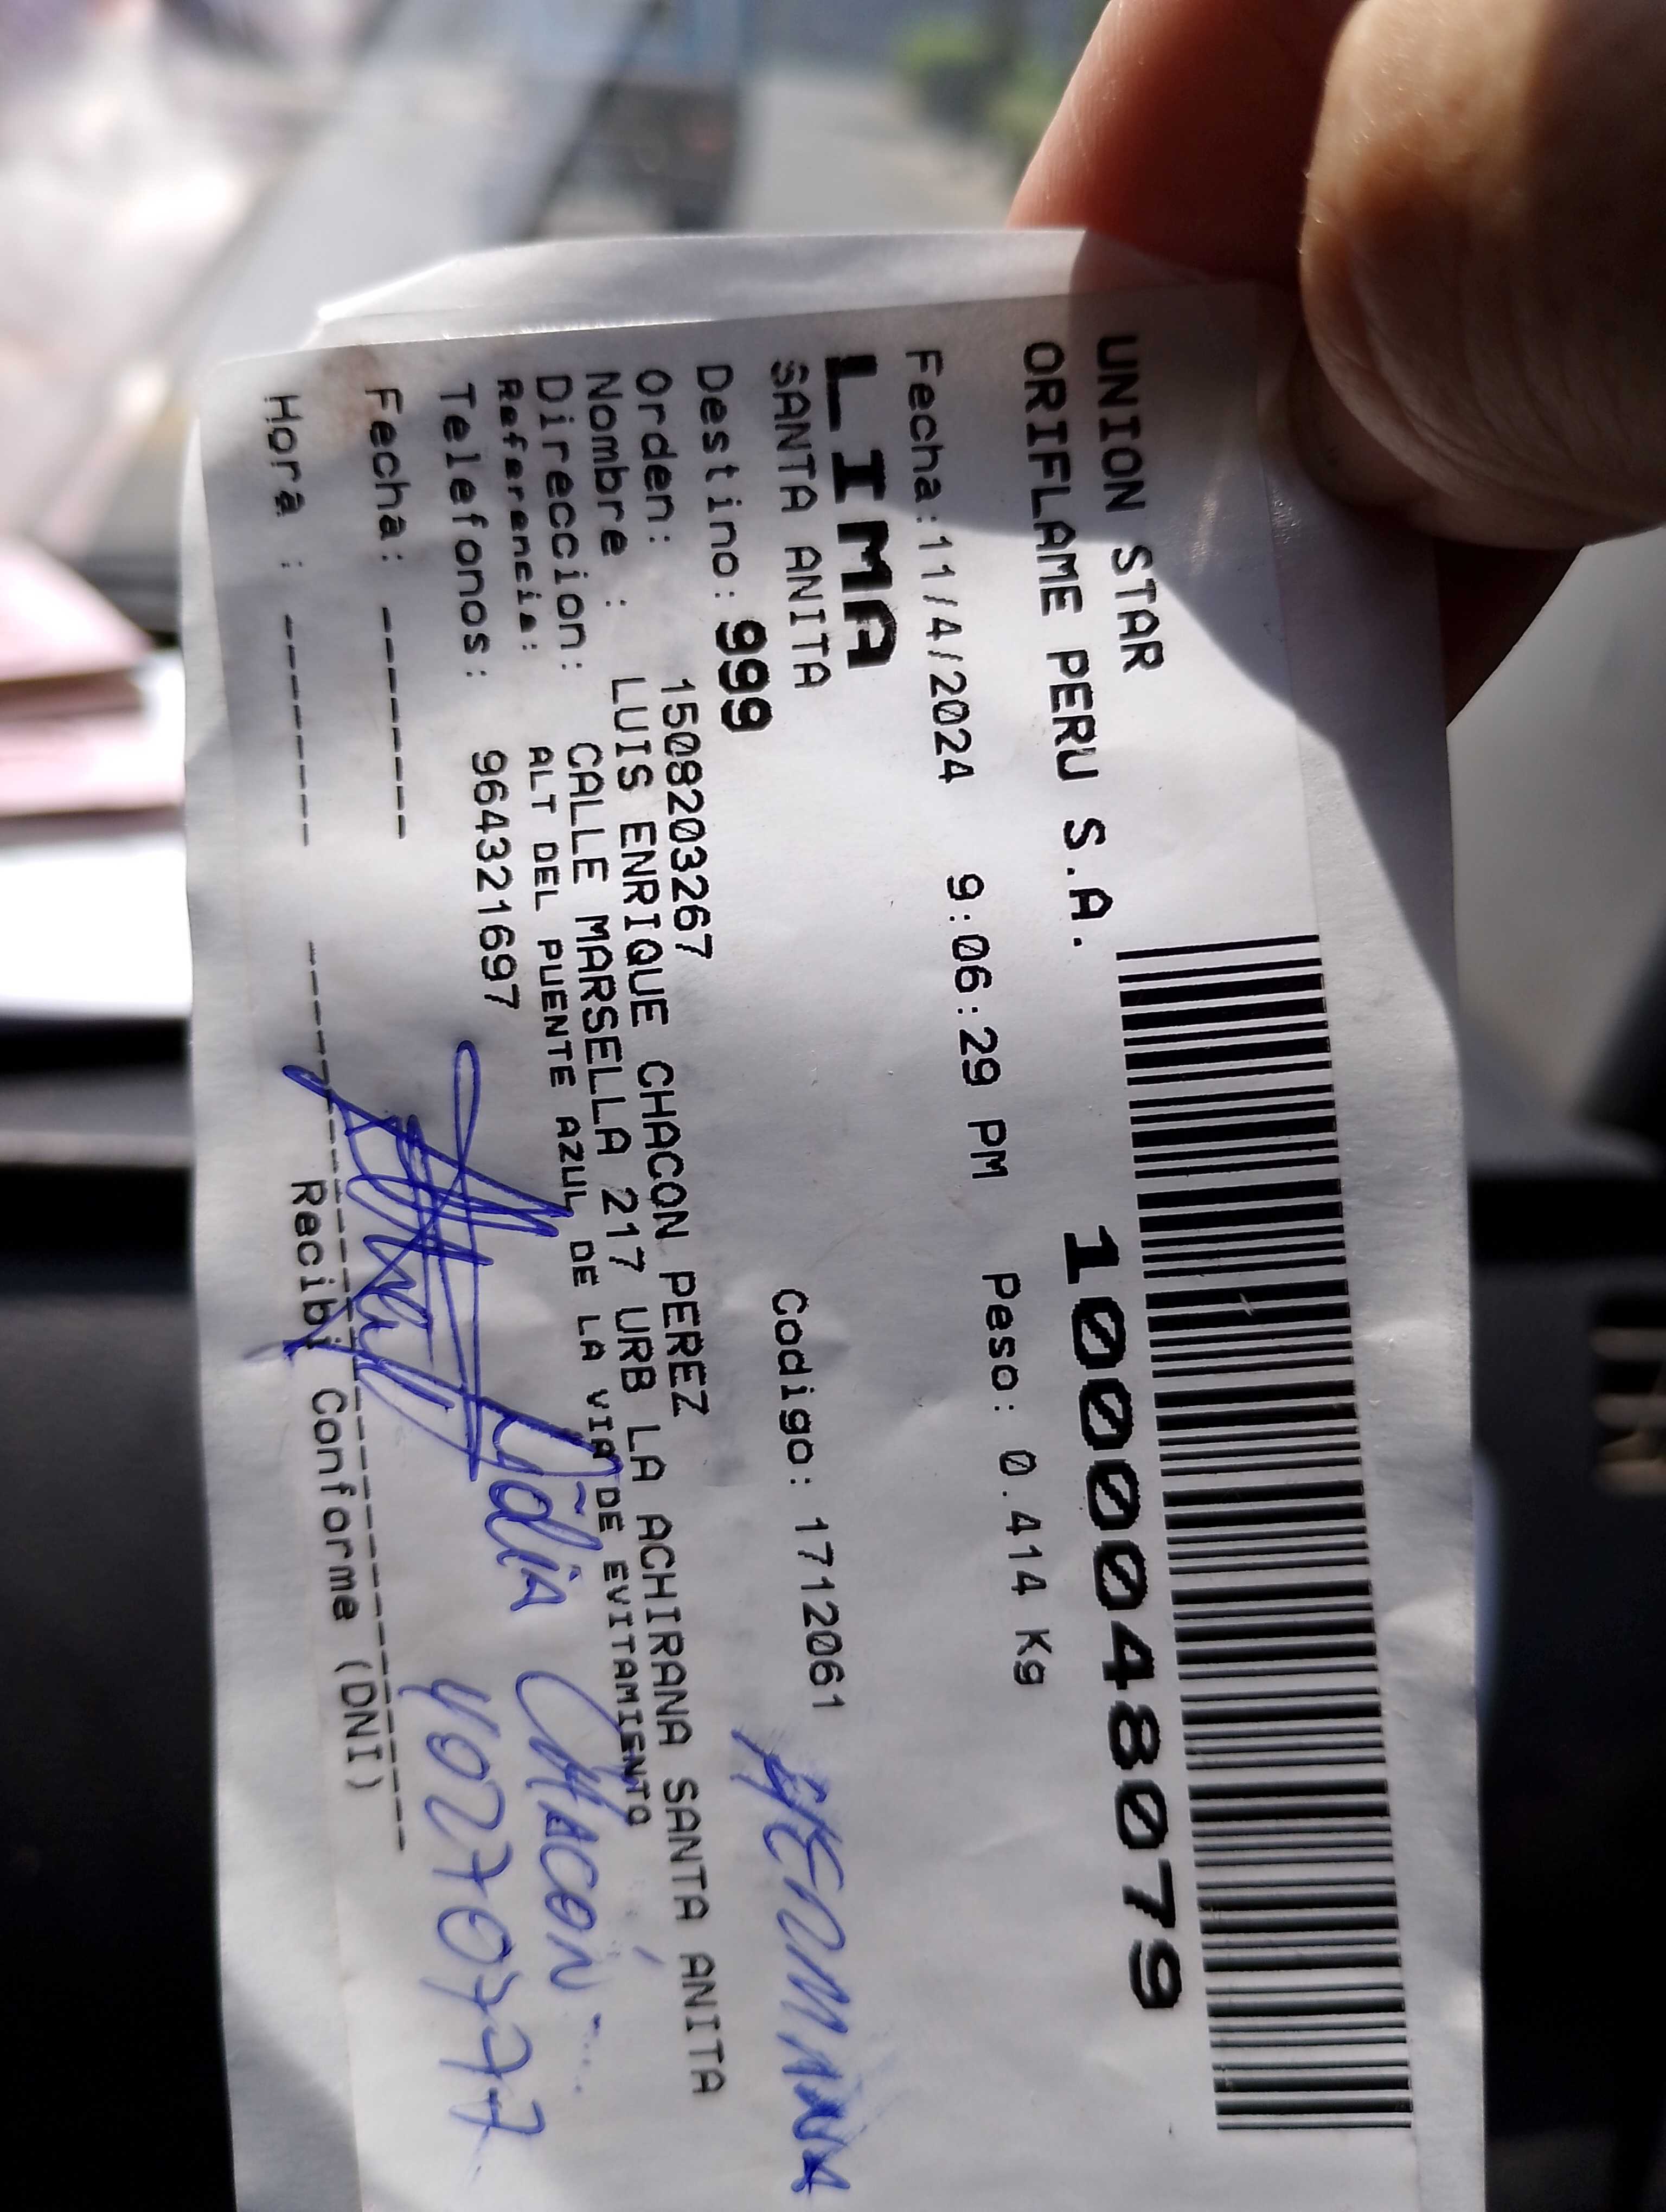 UNION STAR
ORIFLAME PERU S.A.
1000048079
Fecha:11/4/2024 9:06:29 PM Peso: 0.414 Kg
LIMA
SANTA ANITA Codigo: 1712061
HERMANA
Destino: 999
Orden: 1508203267
Nombre : LUIS ENRIQUE CHACON PEREZ
Direccion: CALLE MARSELLA 217 URB LA ACHIRANA SANTA ANITA
Referencia: ALT DEL PUENTE AZUL DE LA VIA DE EVITAMIENTO
Telefonos: 964321697
CHACON
40270777
Fecha: -------
Hora : -------
Recibi Conforme (DNI)